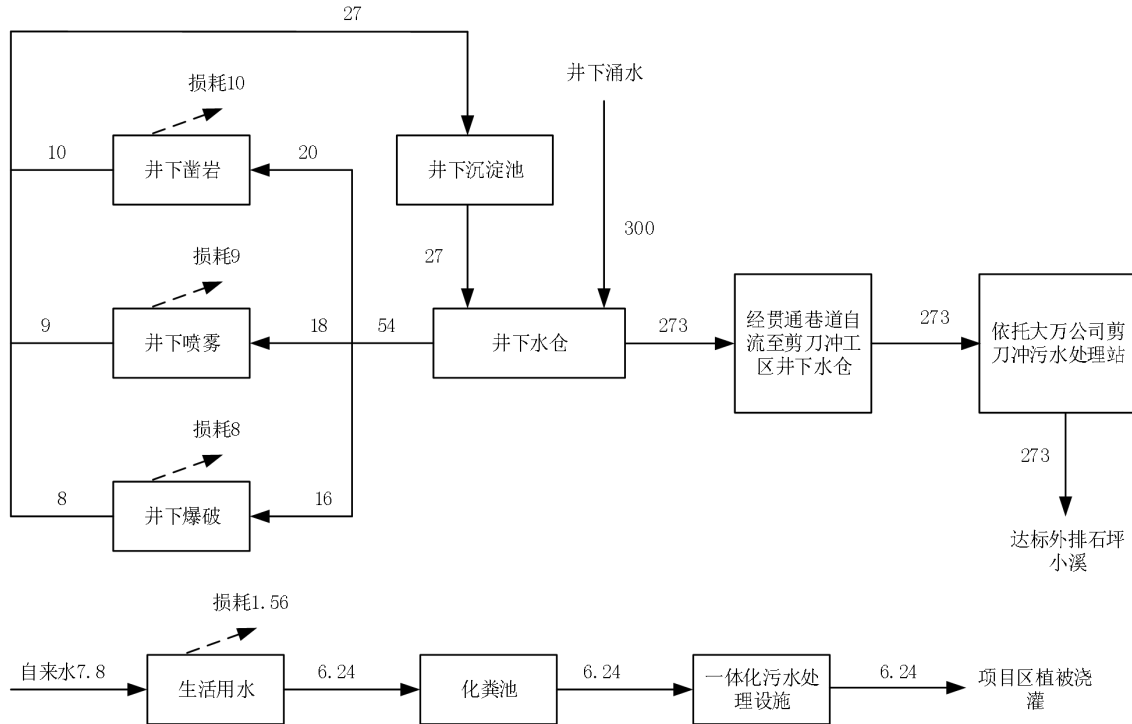 27
损耗10
井下涌水
10
井下凿岩
20
井下沉淀池
300
损耗9
27
9
井下喷雾
18
54
井下水仓
273
经贯通巷道自
流至剪刀冲工
区井下水仓
273
依托大万公司剪
刀冲污水处理站
损耗8
273
8
井下爆破
16
达标外排石坪
小溪
损耗1.56
自来水7.8
生活用水
6.24
化粪池
6.24
一体化污水处
理设施
6.24
项目区植被浇
灌